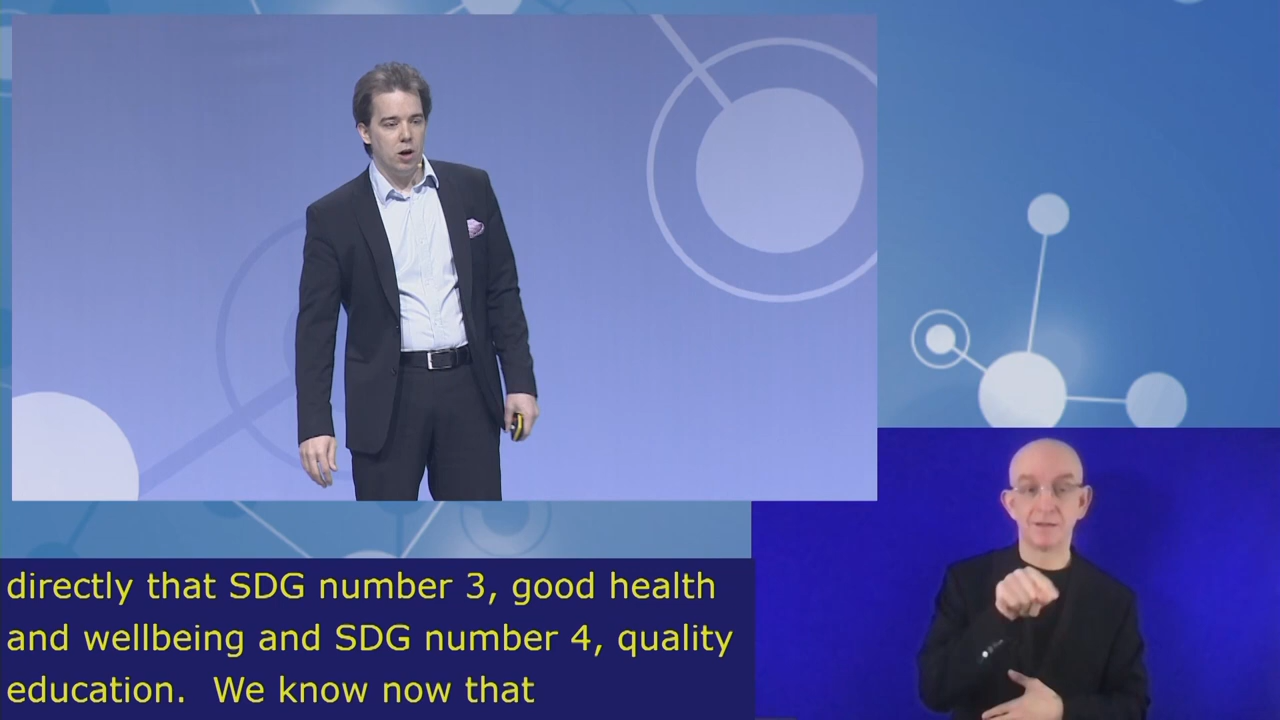 directly that SDG number 3, good health
and wellbeing and SDG number 4, quality
education.  We know now that